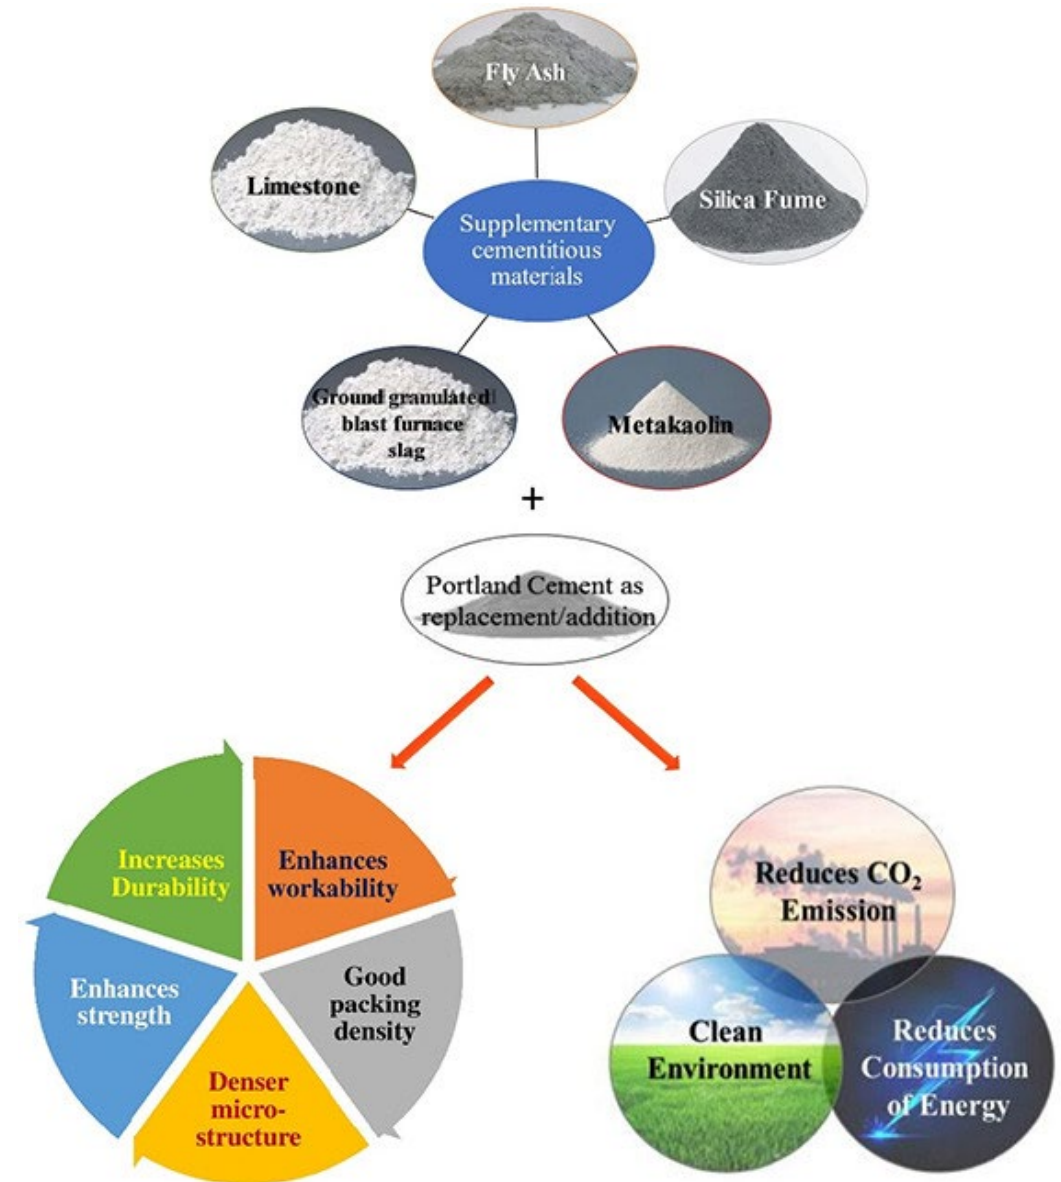 Fly Ash
Limestone
Silica Fume
Supplementary
cementitious
materials
Ground granulated
blast furnace
slag
Metakaolin
+
Portland Cement as
replacement/addition
Increases
Durability
Enhances
workability
Enhances
strength
Good
packing
density
Denser
micro-
structure
Reduces CO₂
Emission
Clean
Environment
Reduces
Consumption
of Energy